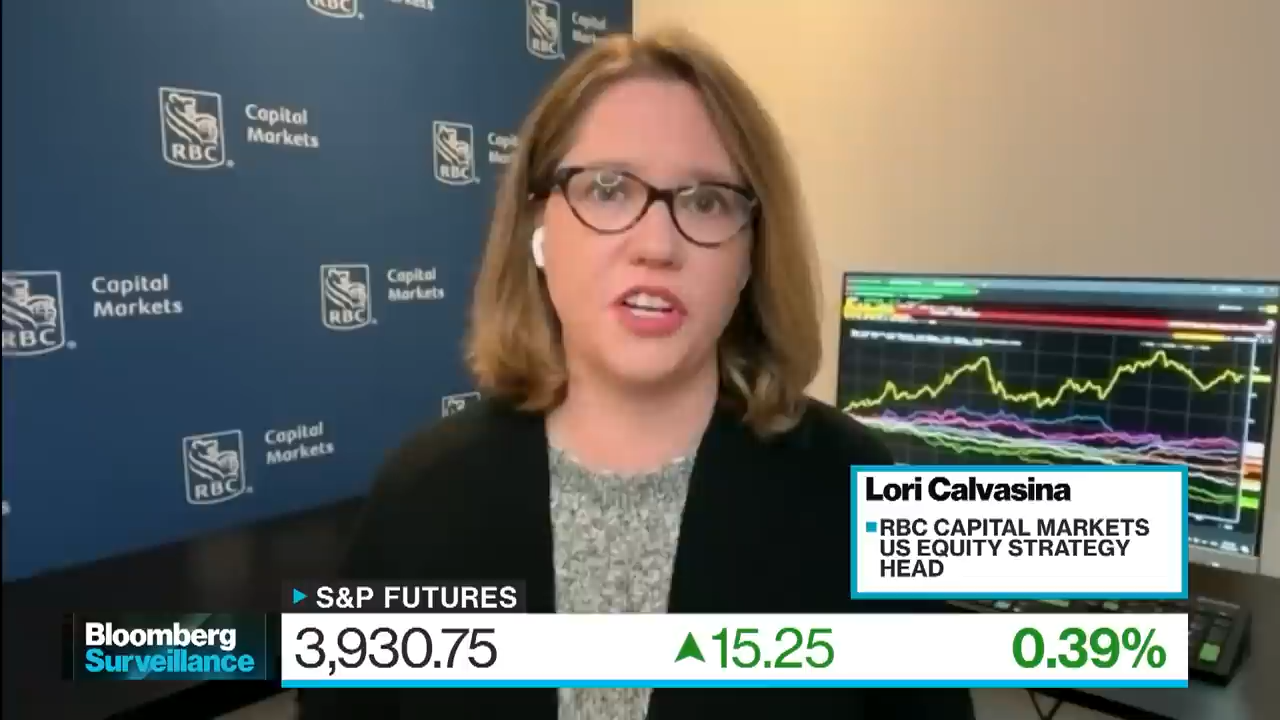 RBC
Capital
RBC
Capital
Markets
RBC
RBC
Capital
Markets
RBC
Capital
Markets
RBC
Capital
Markets
Lori Calvasina
RBC CAPITAL MARKETS
US EQUITY STRATEGY
HEAD
S&P FUTURES
Bloomberg
Surveillance
3,930.75
15.25
0.39%